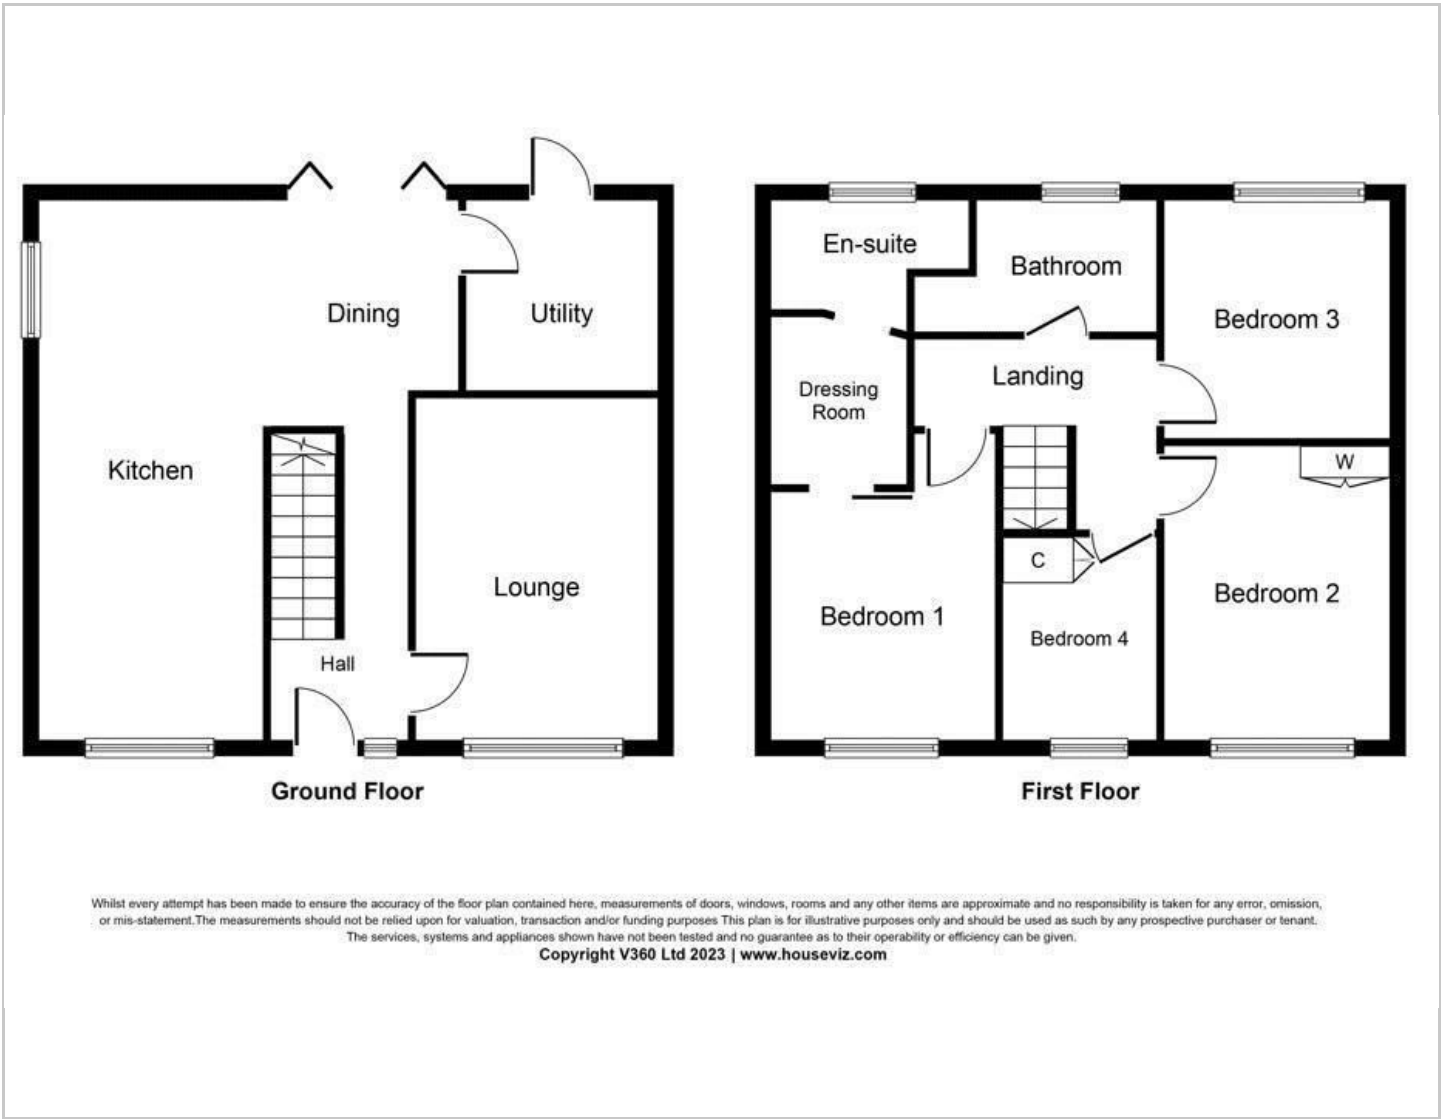 Dining
Utility
Kitchen
Lounge
Hall
Ground Floor
En-suite
Bathroom
Bedroom 3
Landing
Dressing
Room
W
C
Bedroom 2
Bedroom 1
Bedroom 4
First Floor
Whilst every attempt has been made to ensure the accuracy of the floor plan contained here, measurements of doors, windows, rooms and any other items are approximate and no responsibility is taken for any error, omission,
or mis-statement.The measurements should not be relied upon for valuation, transaction and/or funding purposes This plan is for illustrative purposes only and should be used as such by any prospective purchaser or tenant.
The services, systems and appliances shown have not been tested and no guarantee as to their operability or efficiency can be given.
Copyright V360 Ltd 2023 | www.houseviz.com